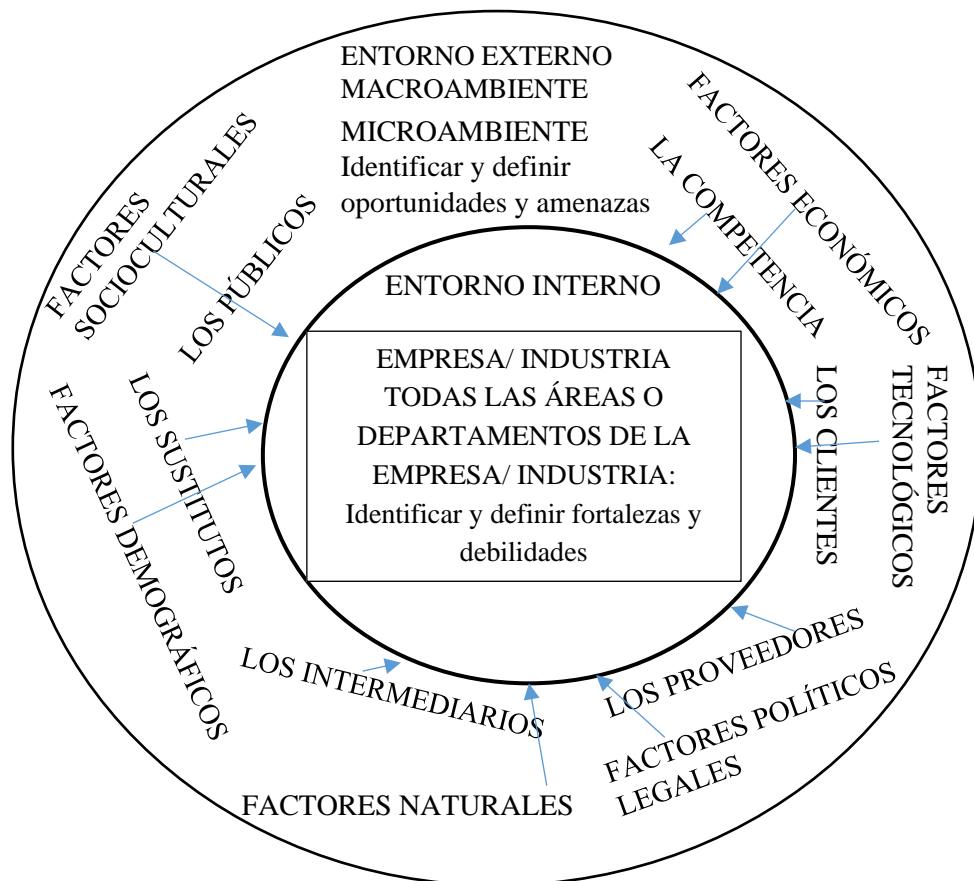 ENTORNO EXTERNO
MACROAMBIENTE
MICROAMBIENTE
Identificar y definir
oportunidades y amenazas
FACTORES
SOCIOCULTURALES
LOS PÚBLICOS
LA COMPETENCIA
FACTORES ECONÓMICOS
ENTORNO INTERNO
EMPRESA/ INDUSTRIA
TODAS LAS ÁREAS O
DEPARTAMENTOS DE LA
EMPRESA/ INDUSTRIA:
Identificar y definir fortalezas y
debilidades
LOS SUSTITUTOS
FACTORES DEMOGRÁFICOS
LOS CLIENTES
FACTORES
TECNOLÓGICOS
LOS INTERMEDIARIOS
LOS PROVEEDORES
FACTORES POLÍTICOS
LEGALES
FACTORES NATURALES